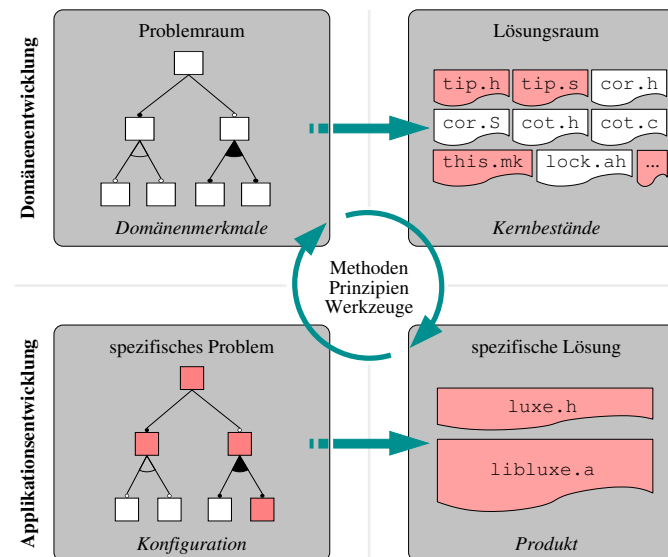 Domänenentwicklung
Problemraum
Domänenmerkmale
Lösungsraum
tip.h tip.s cor.h
cor.S cot.h cot.c
this.mk lock.ah ...
Kernbestände
Methoden
Prinzipien
Werkzeuge
Applikationsentwicklung
spezifisches Problem
Konfiguration
spezifische Lösung
luxe.h
libluxe.a
Produkt